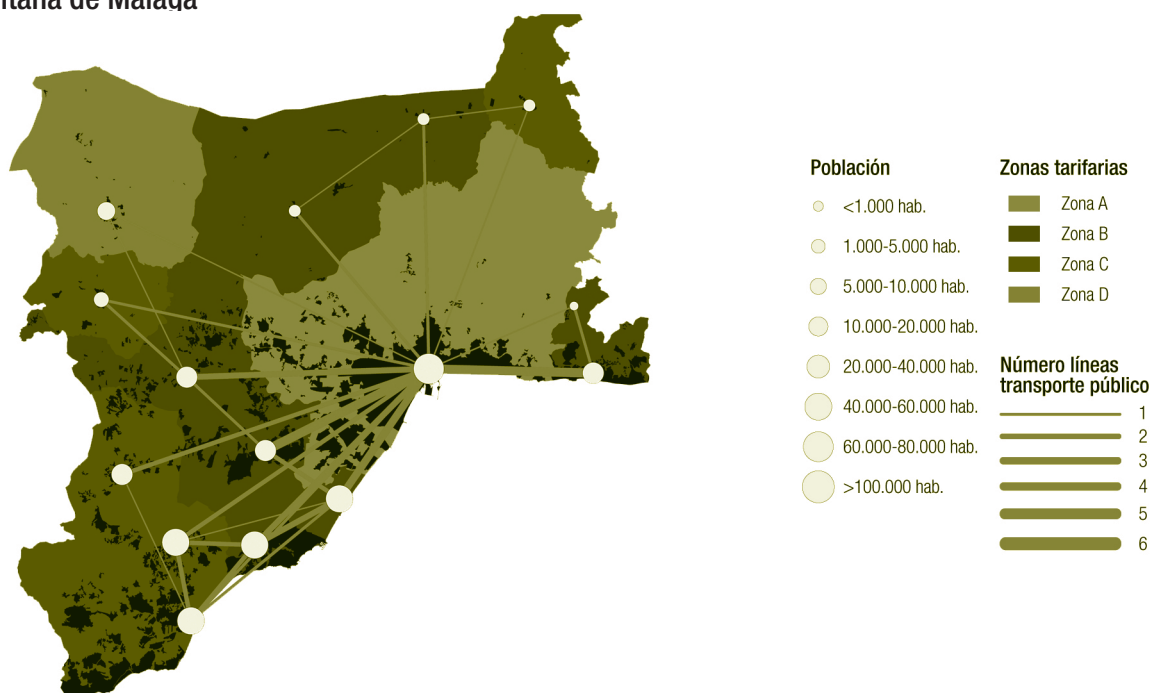 itana de Málaga
Población
<1.000 hab.
1.000-5.000 hab.
5.000-10.000 hab.
10.000-20.000 hab.
20.000-40.000 hab.
40.000-60.000 hab.
60.000-80.000 hab.
>100.000 hab.
Zonas tarifarias
Zona A
Zona B
Zona C
Zona D
Número líneas
transporte público
1
2
3
4
5
6